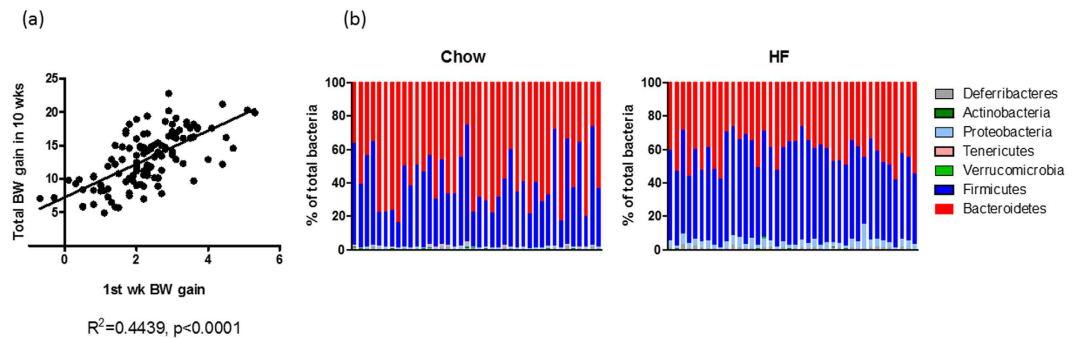 (a)
Total BW gain in 10 wks
25
20
15
10
5
0
2
4
6
1st wk BW gain
R²=0.4439, p<0.0001
(b)
Chow
% of total bacteria
100
80
60
40
20
0
HF
% of total bacteria
100
80
60
40
20
0
Deferribacteres
Actinobacteria
Proteobacteria
Tenericutes
Verrucomicrobia
Firmicutes
Bacteroidetes